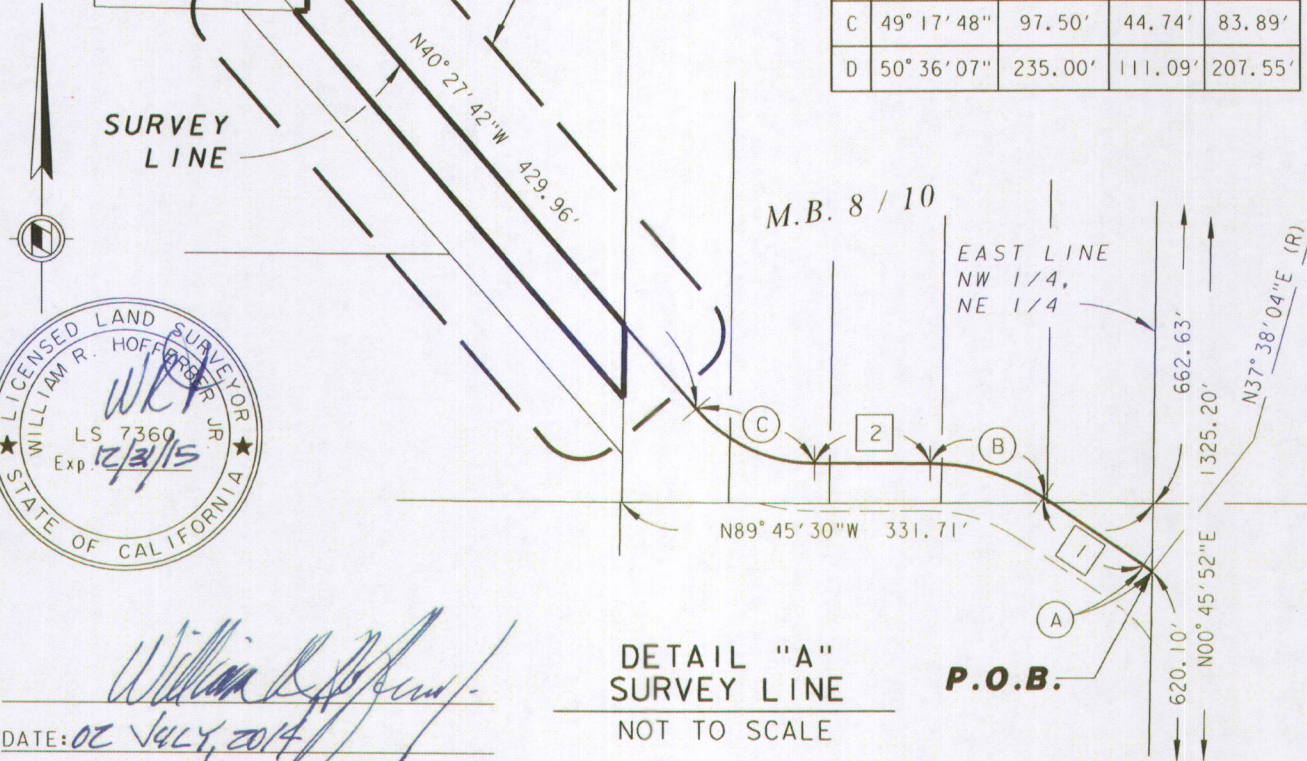 C 49°17'48" 97.50' 44.74' 83.89'
D 50°36'07" 235.00' 111.09' 207.55'
N40°27'42"W 429.96'
SURVEY
LINE
M.B. 8 / 10
EAST LINE
NW 1/4,
NE 1/4
662.63'
1325.20'
N37°38'04"E (R)
LICENSED LAND SURVEYOR
WILLIAM R. HOFFERBER JR.
LS 7360
Exp. 12/31/15
STATE OF CALIFORNIA
C
2
B
N89°45'30"W 331.71'
1
A
N00°45'52"E
620.10'
P.O.B.
DETAIL "A"
SURVEY LINE
NOT TO SCALE
DATE: 02 JULY, 2014